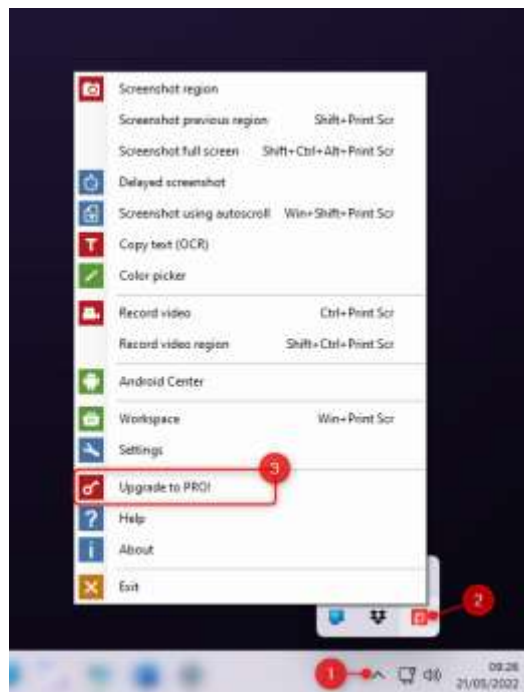 Screenshot region
Screenshot previous region Shift+Print Scr
Screenshot full screen Shift+Ctrl+Alt+Print Scr
Delayed screenshot
Screenshot using autoscroll Win+Shift+Print Scr
T Copy text (OCR)
Color picker
Record video Ctrl+Print Scr
Record video region Shift+Ctrl+Print Scr
Android Center
Workspace Win+Print Scr
Settings
3
Upgrade to PRO!
? Help
i About
Exit
2
1
09:26
21/05/2022